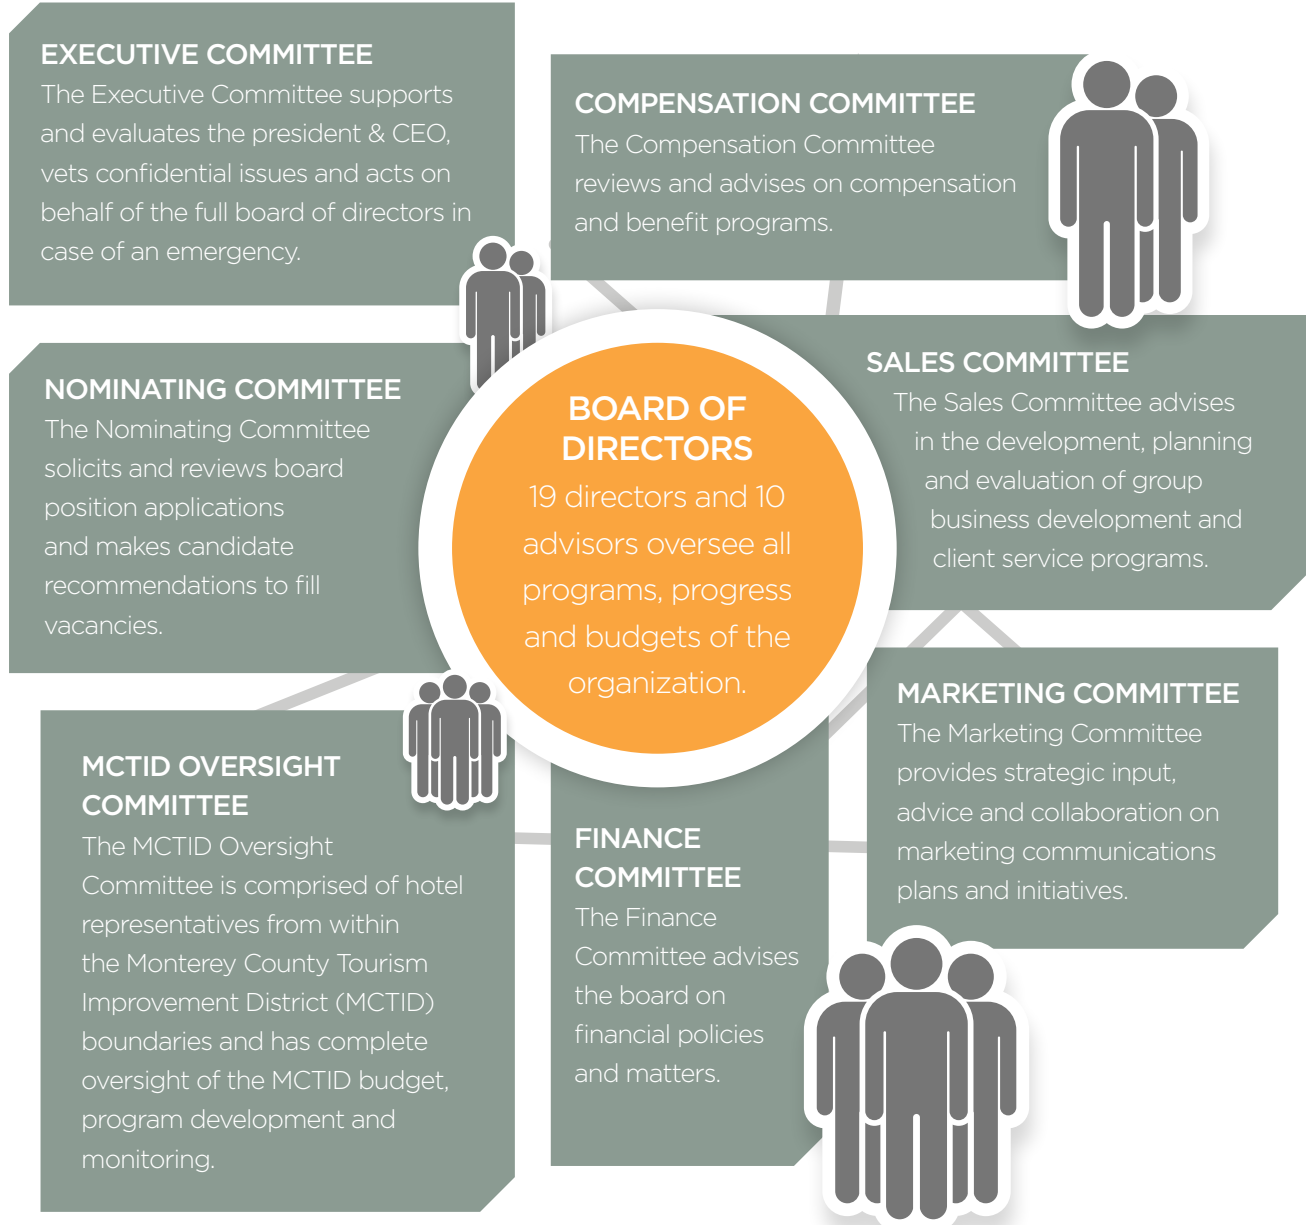 EXECUTIVE COMMITTEE
The Executive Committee supports
and evaluates the president & CEO,
vets confidential issues and acts on
behalf of the full board of directors in
case of an emergency.
COMPENSATION COMMITTEE
The Compensation Committee
reviews and advises on compensation
and benefit programs.
NOMINATING COMMITTEE
The Nominating Committee
solicits and reviews board
position applications
and makes candidate
recommendations to fill
vacancies.
BOARD OF
DIRECTORS
19 directors and 10
advisors oversee all
programs, progress
and budgets of the
organization.
SALES COMMITTEE
The Sales Committee advises
in the development, planning
and evaluation of group
business development and
client service programs.
MCTID OVERSIGHT
COMMITTEE
The MCTID Oversight
Committee is comprised of hotel
representatives from within
the Monterey County Tourism
Improvement District (MCTID)
boundaries and has complete
oversight of the MCTID budget,
program development and
monitoring.
FINANCE
COMMITTEE
The Finance
Committee advises
the board on
financial policies
and matters.
MARKETING COMMITTEE
The Marketing Committee
provides strategic input,
advice and collaboration on
marketing communications
plans and initiatives.